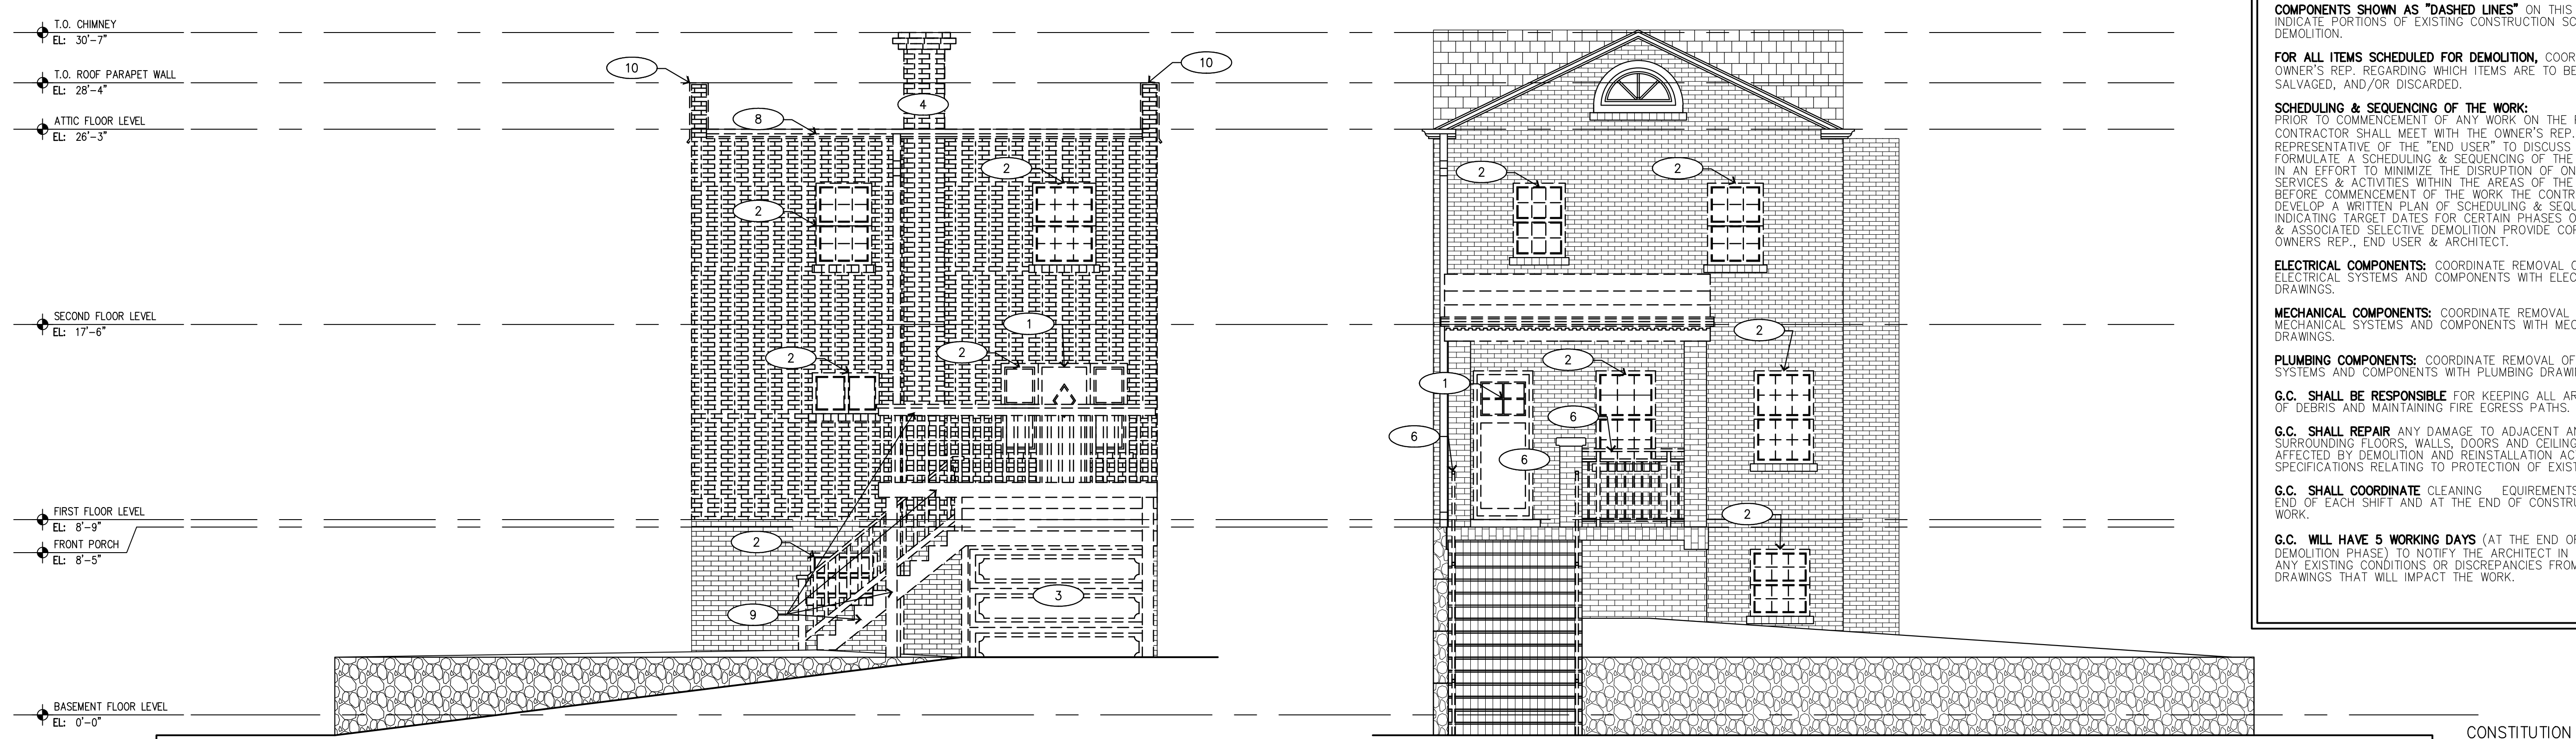 T.O. CHIMNEY
EL: 30'-7"
T.O. ROOF PARAPET WALL
EL: 28'-4"
ATTIC FLOOR LEVEL
EL: 26'-3"
SECOND FLOOR LEVEL
EL: 17'-6"
FIRST FLOOR LEVEL
EL: 8'-9"
FRONT PORCH
EL: 8'-5"
BASEMENT FLOOR LEVEL
EL: 0'-0"
10
10
4
8
2
2
1
2
2
2
3
9
2
2
2
2
1
6
6
6
2
COMPONENTS SHOWN AS "DASHED LINES" ON THIS
INDICATE PORTIONS OF EXISTING CONSTRUCTION SC
DEMOLITION.
FOR ALL ITEMS SCHEDULED FOR DEMOLITION, COOR
OWNER'S REP. REGARDING WHICH ITEMS ARE TO BE
SALVAGED, AND/OR DISCARDED.
SCHEDULING & SEQUENCING OF THE WORK:
PRIOR TO COMMENCEMENT OF ANY WORK ON THE
CONTRACTOR SHALL MEET WITH THE OWNER'S REP.
REPRESENTATIVE OF THE "END USER" TO DISCUSS
FORMULATE A SCHEDULING & SEQUENCING OF THE
IN AN EFFORT TO MINIMIZE THE DISRUPTION OF ON
SERVICES & ACTIVITIES WITHIN THE AREAS OF THE
BEFORE COMMENCEMENT OF THE WORK THE CONTR
DEVELOP A WRITTEN PLAN OF SCHEDULING & SEQU
INDICATING TARGET DATES FOR CERTAIN PHASES O
& ASSOCIATED SELECTIVE DEMOLITION PROVIDE COP
OWNERS REP., END USER & ARCHITECT.
ELECTRICAL COMPONENTS: COORDINATE REMOVAL O
ELECTRICAL SYSTEMS AND COMPONENTS WITH ELEC
DRAWINGS.
MECHANICAL COMPONENTS: COORDINATE REMOVAL
MECHANICAL SYSTEMS AND COMPONENTS WITH MEC
DRAWINGS.
PLUMBING COMPONENTS: COORDINATE REMOVAL OF
SYSTEMS AND COMPONENTS WITH PLUMBING DRAWI
G.C. SHALL BE RESPONSIBLE FOR KEEPING ALL AR
OF DEBRIS AND MAINTAINING FIRE EGRESS PATHS.
G.C. SHALL REPAIR ANY DAMAGE TO ADJACENT AN
SURROUNDING FLOORS, WALLS, DOORS AND CEILING
AFFECTED BY DEMOLITION AND REINSTALLATION AC
SPECIFICATIONS RELATING TO PROTECTION OF EXIST
G.C. SHALL COORDINATE CLEANING EQUIREMENTS
END OF EACH SHIFT AND AT THE END OF CONSTRU
WORK.
G.C. WILL HAVE 5 WORKING DAYS (AT THE END OF
DEMOLITION PHASE) TO NOTIFY THE ARCHITECT IN
ANY EXISTING CONDITIONS OR DISCREPANCIES FROM
DRAWINGS THAT WILL IMPACT THE WORK.
CONSTITUTION